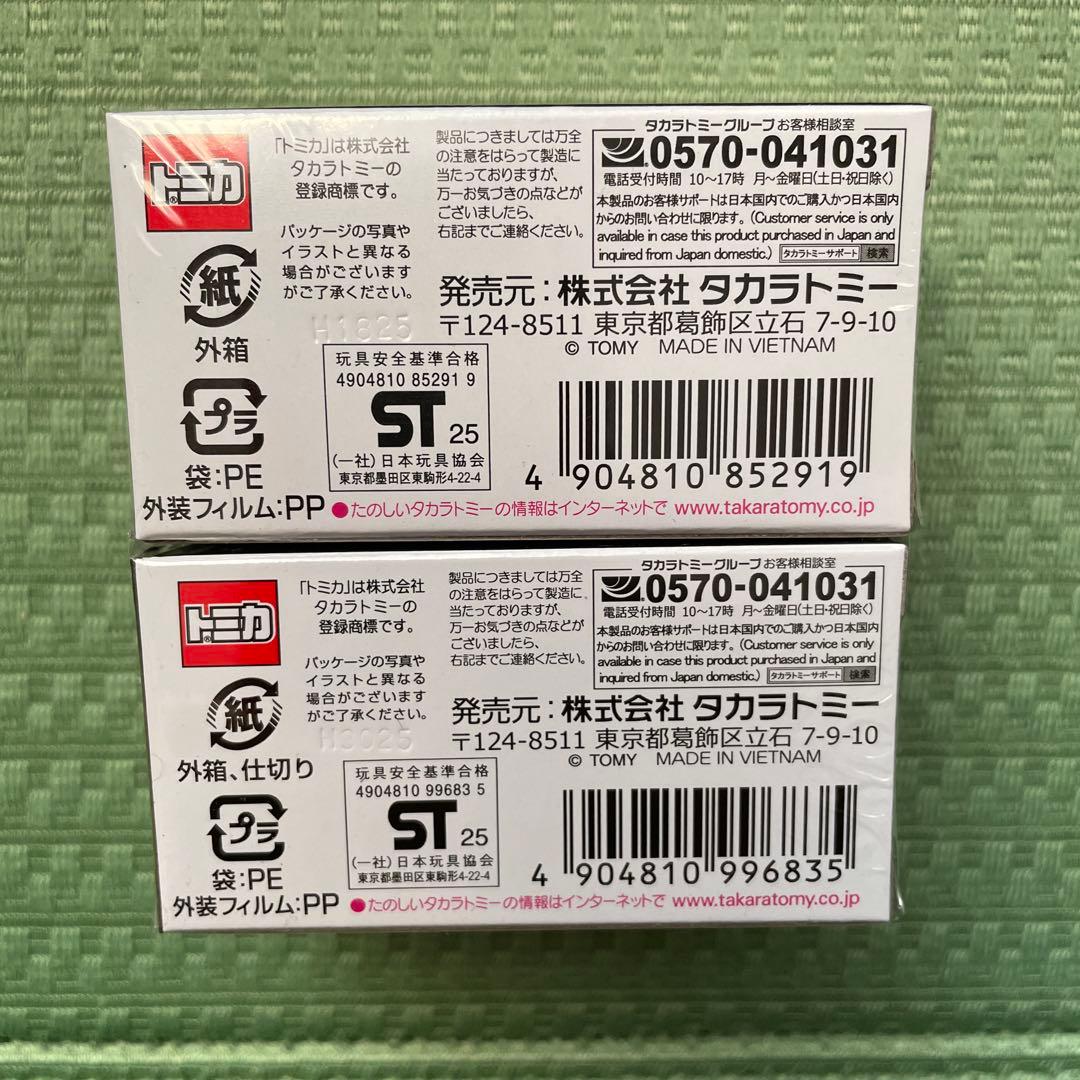 トミカ
®
「トミカ」は株式会社
タカラトミーの
登録商標です。
パッケージの写真や
イラストと異なる
場合がございます
がご了承ください。
H1825
製品につきましては万全
の注意をはらって製造に
当たっておりますが、
万一お気づきの点などが
ございましたら、
右記までご連絡ください。
タカラトミーグループ お客様相談室
0570-041031
電話受付時間 10〜17時 月〜金曜日(土日・祝日除く)
本製品のお客様サポートは日本国内でのご購入かつ日本国内
からのお問い合わせに限ります。(Customer service is only
available in case this product purchased in Japan and
inquired from Japan domestic.) タカラトミーサポート 検索
発売元:株式会社 タカラトミー
〒124-8511 東京都葛飾区立石 7-9-10
© TOMY MADE IN VIETNAM
紙
外箱
プラ
袋:PE
外装フィルム:PP
玩具安全基準合格
4904810 85291 9
ST 25
(一社)日本玩具協会
東京都墨田区東駒形4-22-4
4 904810 852919
●たのしいタカラトミーの情報はインターネットで www.takaratomy.co.jp
トミカ
®
「トミカ」は株式会社
タカラトミーの
登録商標です。
パッケージの写真や
イラストと異なる
場合がございます
がご了承ください。
H3025
製品につきましては万全
の注意をはらって製造に
当たっておりますが、
万一お気づきの点などが
ございましたら、
右記までご連絡ください。
タカラトミーグループ お客様相談室
0570-041031
電話受付時間 10〜17時 月〜金曜日(土日・祝日除く)
本製品のお客様サポートは日本国内でのご購入かつ日本国内
からのお問い合わせに限ります。(Customer service is only
available in case this product purchased in Japan and
inquired from Japan domestic.) タカラトミーサポート 検索
発売元:株式会社 タカラトミー
〒124-8511 東京都葛飾区立石 7-9-10
© TOMY MADE IN VIETNAM
紙
外箱、仕切り
プラ
袋:PE
外装フィルム:PP
玩具安全基準合格
4904810 99683 5
ST 25
(一社)日本玩具協会
東京都墨田区東駒形4-22-4
4 904810 996835
●たのしいタカラトミーの情報はインターネットで www.takaratomy.co.jp